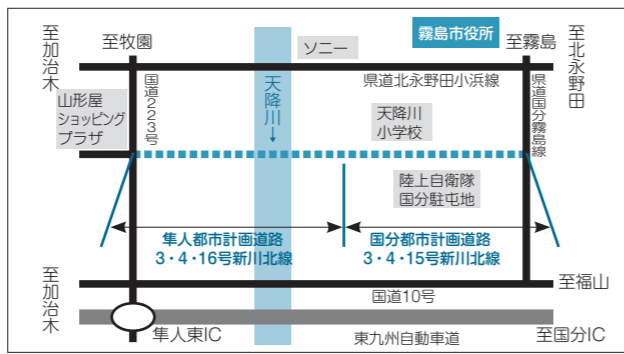 霧島市役所
ソニー
至牧園
至霧島
至加治木
至北永野田
県道北永野田小浜線
国道223号
天降川→
県道国分霧島線
山形屋
ショッピング
プラザ
天降川
小学校
陸上自衛隊
国分駐屯地
隼人都市計画道路
3・4・16号新川北線
国分都市計画道路
3・4・15号新川北線
至加治木
至福山
国道10号
隼人東IC
東九州自動車道
至国分IC